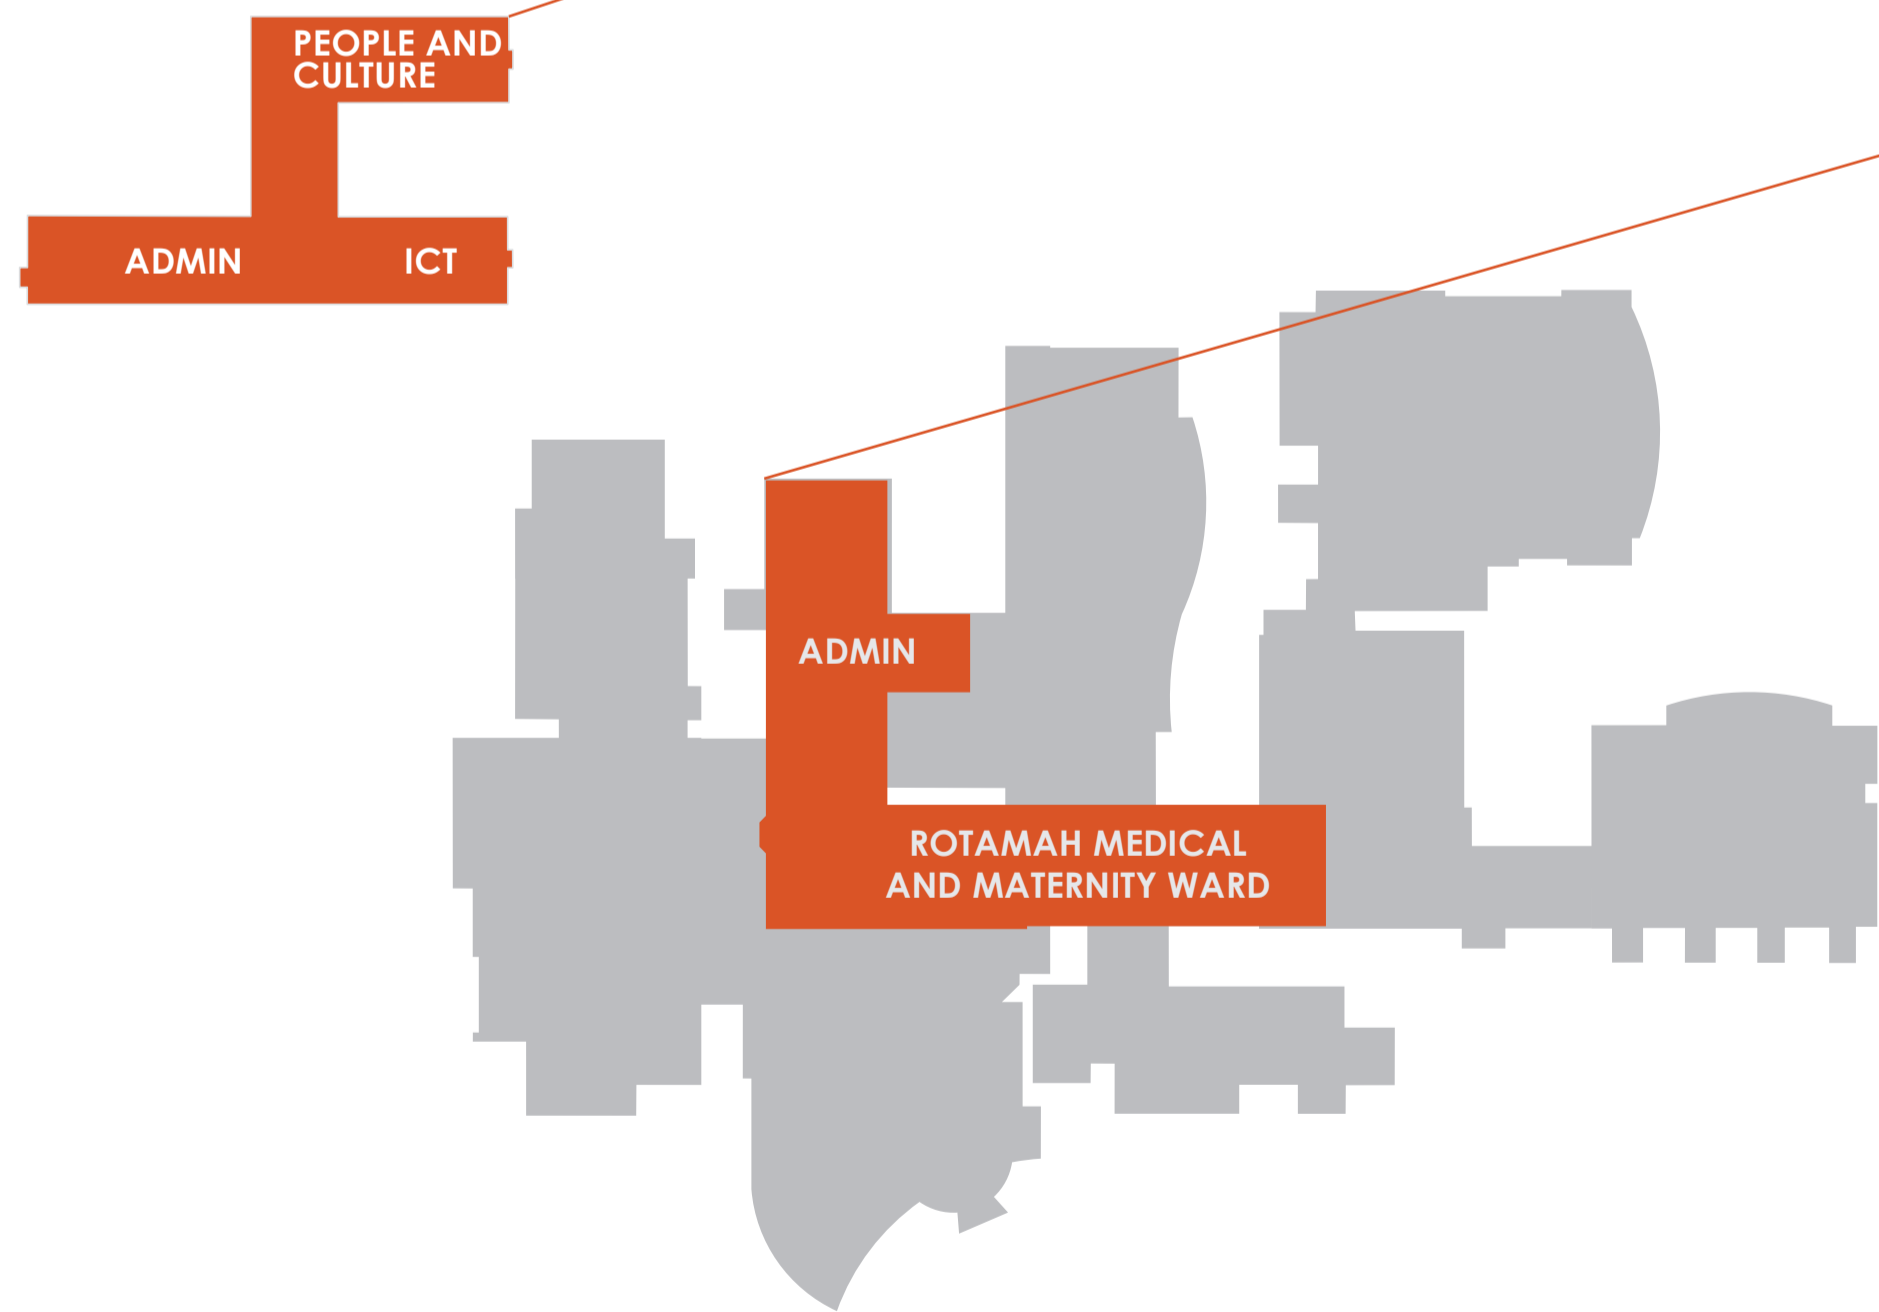 PEOPLE AND
CULTURE
ADMIN
ICT
ADMIN
ROTAMAH MEDICAL
AND MATERNITY WARD